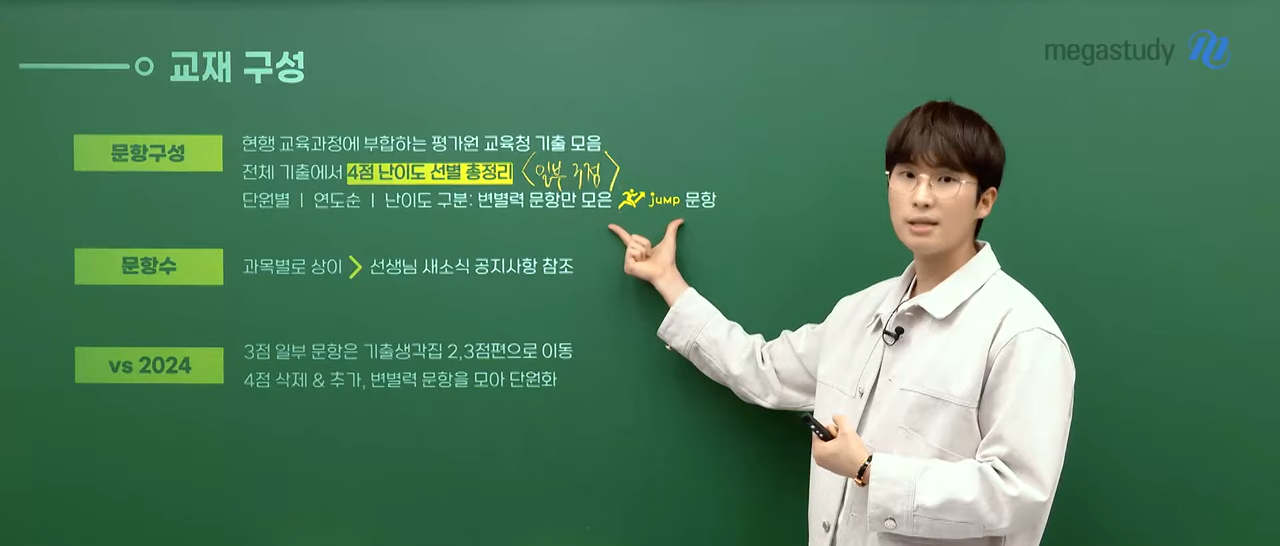 교재 구성
megastudy
문항구성
현행 교육과정에 부합하는 평가원 교육청 기출 모음
전체 기출에서 4점 난이도 선별 총정리 <일부 쉬운 3점>
단원별 | 연도순 | 난이도 구분: 변별력 문항만 모은 jUMP 문항
문항수
과목별로 상이 > 선생님 새소식 공지사항 참조
vs 2024
3점 일부 문항은 기출생각집 2,3점편으로 이동
4점 삭제 & 추가, 변별력 문항을 모아 단원화